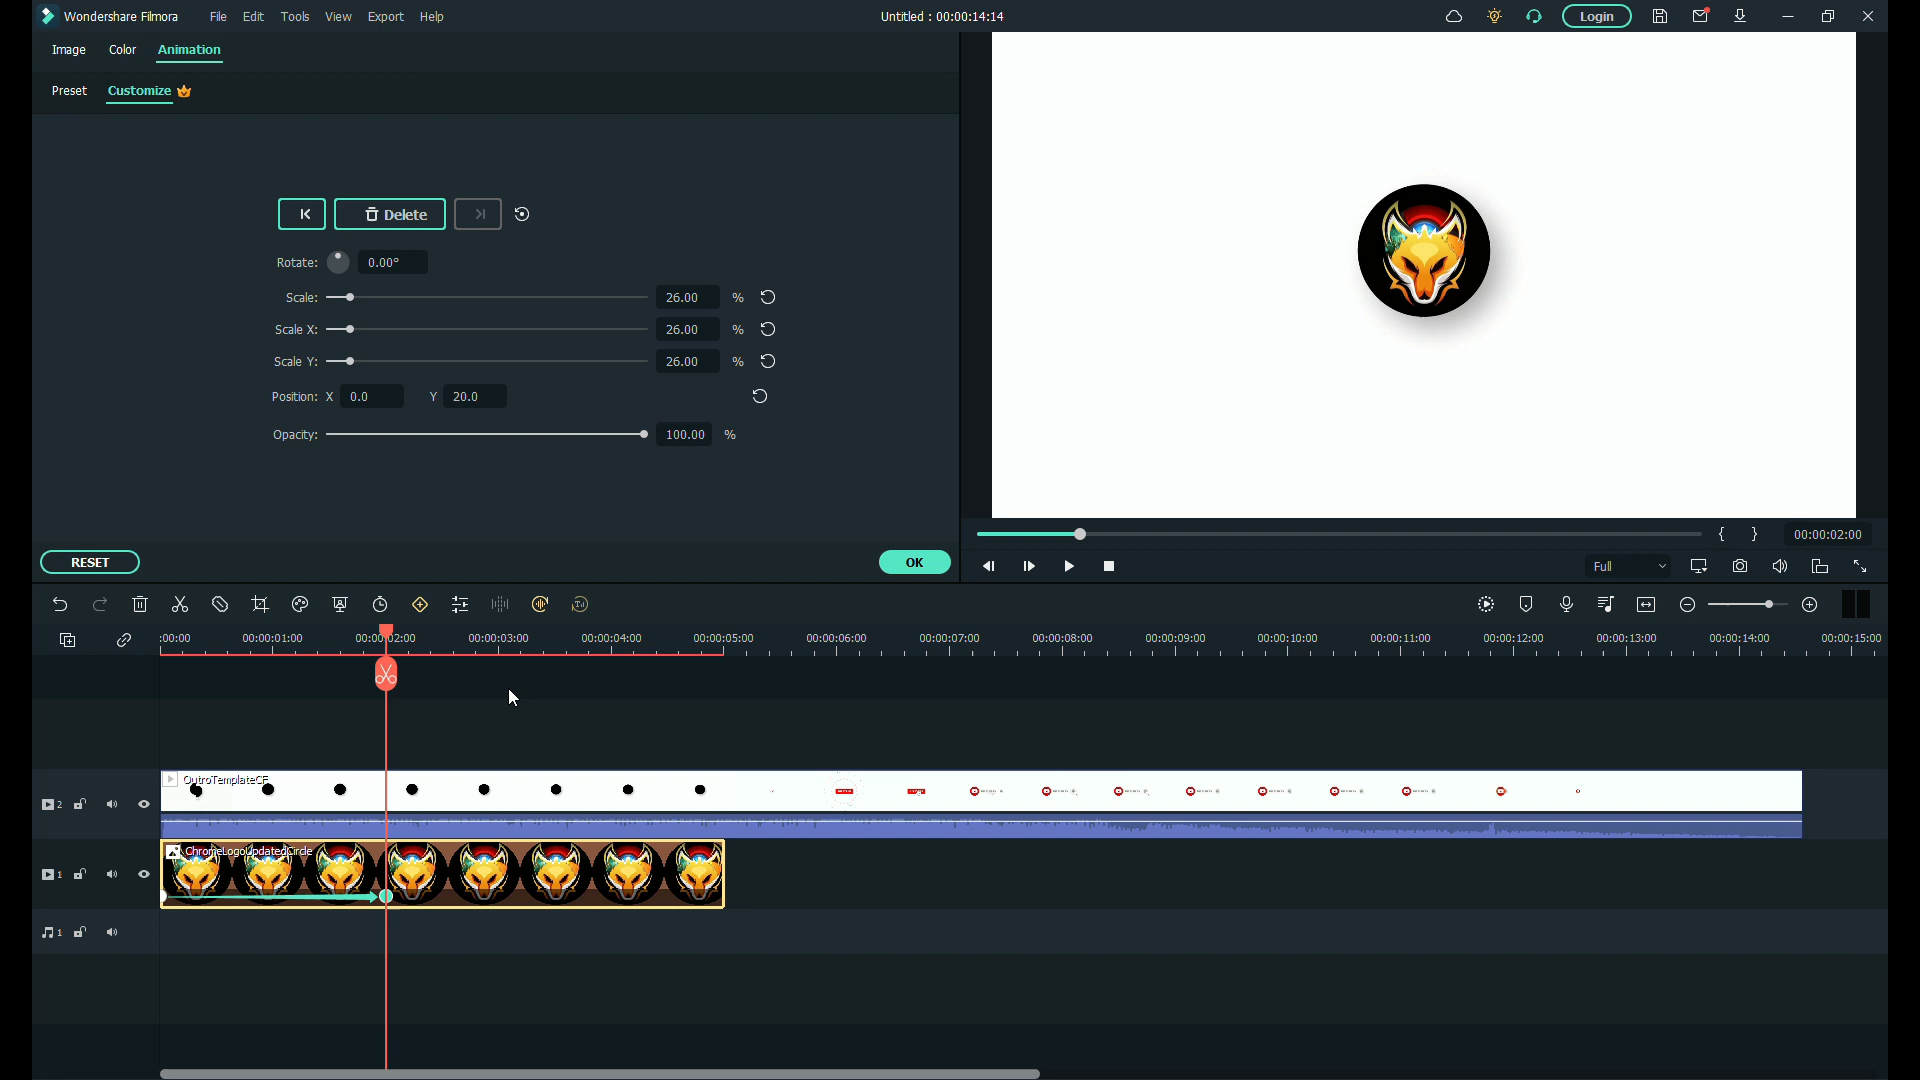 Wondershare Filmora File Edit Tools View Export Help Untitled : 00:00:14:14 Login
Image Color Animation
Preset Customize
Delete
Rotate: 0.00°
Scale: 26.00 %
Scale X: 26.00 %
Scale Y: 26.00 %
Position: X 0.0 Y 20.0
Opacity: 100.00 %
{ } 00:00:02:00
RESET OK
Full
:00:00 00:00:01:00 00:00:02:00 00:00:03:00 00:00:04:00 00:00:05:00 00:00:06:00 00:00:07:00 00:00:08:00 00:00:09:00 00:00:10:00 00:00:11:00 00:00:12:00 00:00:13:00 00:00:14:00 00:00:15:00
OutroTemplateCF
2
ChromeLogoUpdatedCircle
1
1